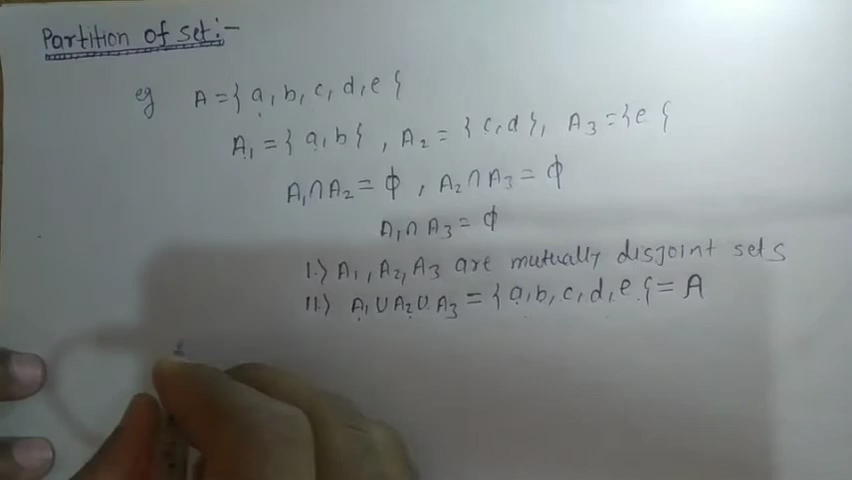 Partition of set:-
eg A = { a, b, c, d, e }
A₁ = { a, b } , A₂ = { c, d }, A₃ = { e }
A₁ ∩ A₂ = ϕ , A₂ ∩ A₃ = ϕ
A₁ ∩ A₃ = ϕ
I.) A₁, A₂, A₃ are mutually disjoint sets
II.) A₁ ∪ A₂ ∪ A₃ = { a, b, c, d, e } = A